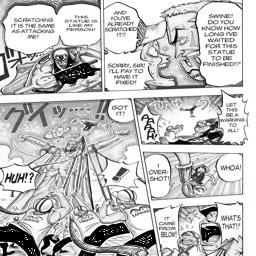 SWINE!!
DO YOU
KNOW HOW
LONG I'VE
WAITED
FOR THIS
STATUE
TO BE
FINISHED!?
AND
YOU'VE
ALREADY
SCRATCHED
IT!!
SORRY, SIR!
I'LL PAY TO
HAVE IT
FIXED!
THIS
STATUE IS
LIKE MY
PERSON!
SCRATCHING
IT IS THE SAME
AS ATTACKING
ME!
LET
THIS BE A
WARNING
TO
ALL!
GOT
IT!
HUH!?
WHOA!
I
OVER-
SHOT!
WHAT'S
THAT!?
IT
CAME
FROM
BELOW!